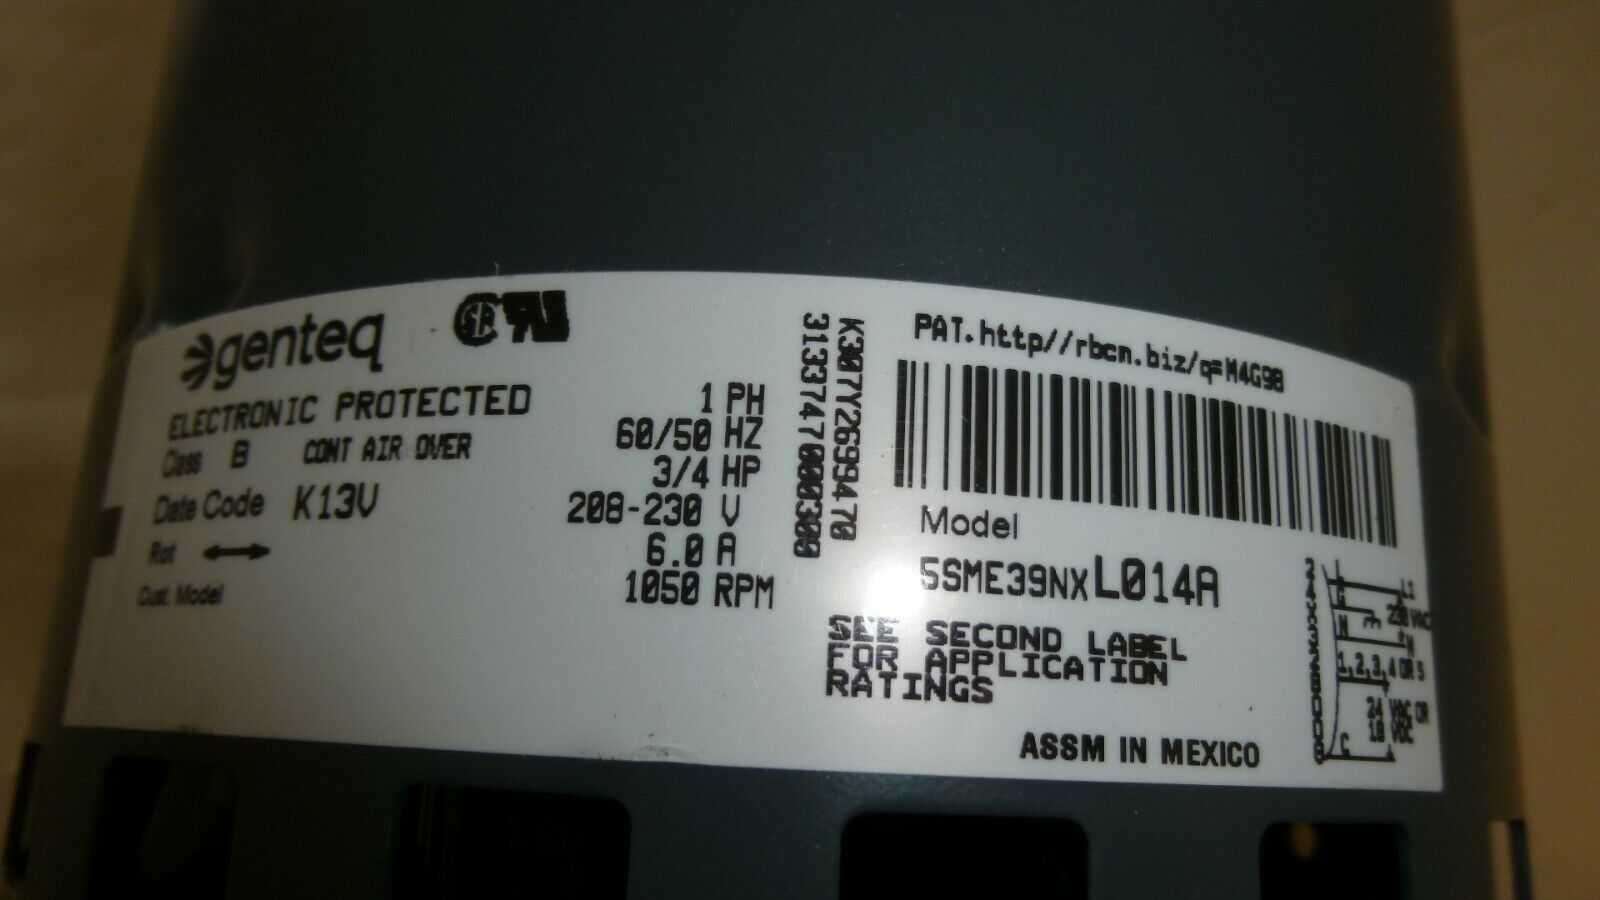 genteq
ELECTRONIC PROTECTED
Class B CONT AIR OVER
Date Code K13V
Rot
Cust. Model
1 PH
60/50 HZ
3/4 HP
208-230 V
6.0 A
1050 RPM
K307Y2699470
3133747000300
PAT.http//rbcn.biz/q=M4G98
Model
5SME39NXL014A
SEE SECOND LABEL
FOR APPLICATION
RATINGS
ASSM IN MEXICO
L1
G
230 VAC
N
N
1,2,3,4 OR 5
24 VAC OR
18 VDC
C